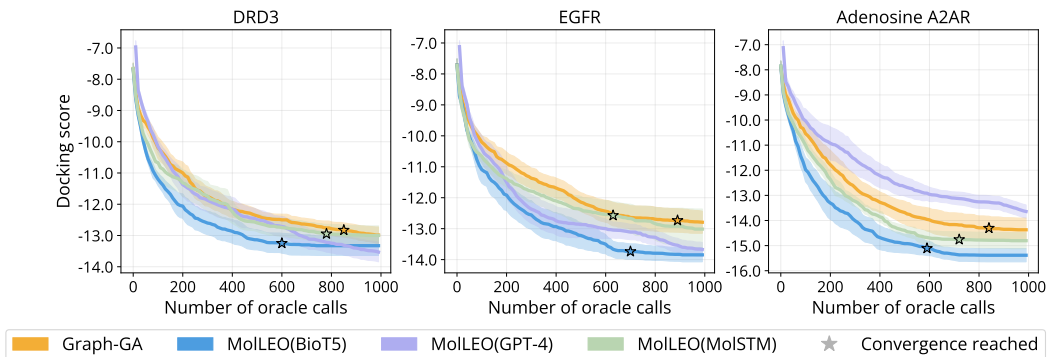 DRD3
EGFR
Adenosine A2AR
Docking score
-7.0
-8.0
-9.0
-10.0
-11.0
-12.0
-13.0
-14.0
0 200 400 600 800 1000
Number of oracle calls
-7.0
-8.0
-9.0
-10.0
-11.0
-12.0
-13.0
-14.0
0 200 400 600 800 1000
Number of oracle calls
-7.0
-8.0
-9.0
-10.0
-11.0
-12.0
-13.0
-14.0
-15.0
-16.0
0 200 400 600 800 1000
Number of oracle calls
Graph-GA MolLEO(BioT5) MolLEO(GPT-4) MolLEO(MolSTM) Convergence reached